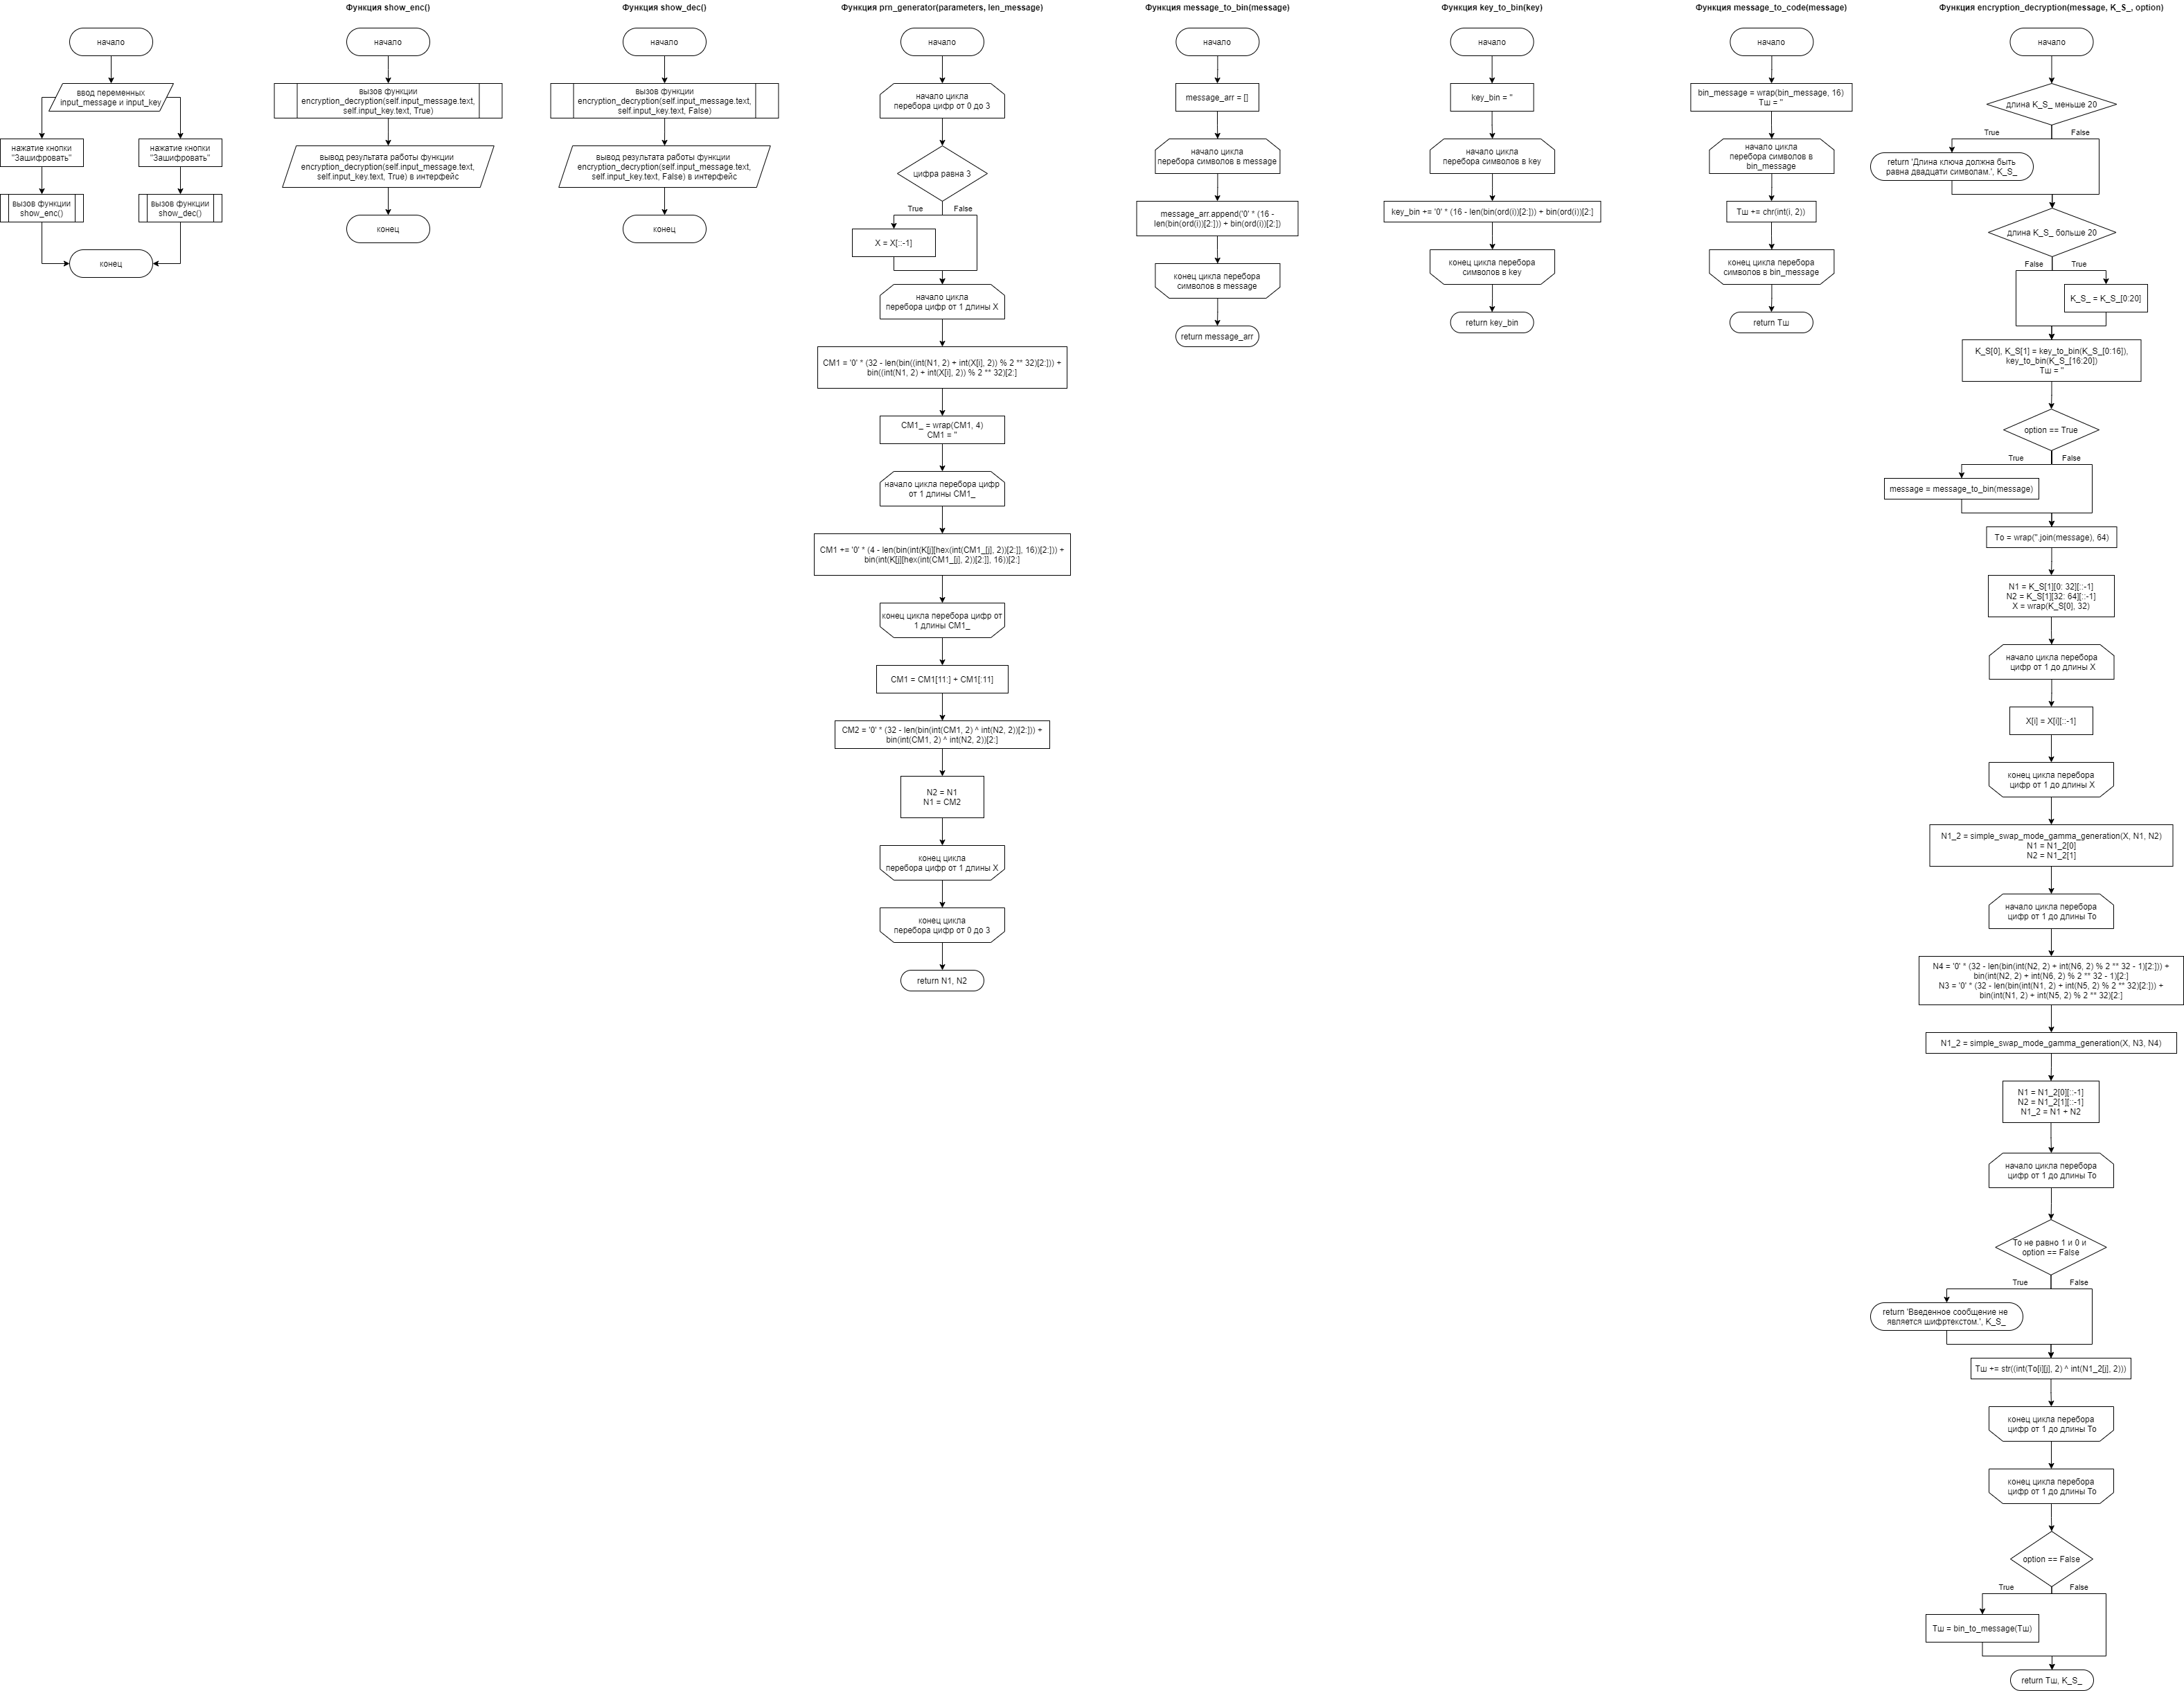 начало
ввод переменных
input_message и input_key
нажатие кнопки
"Зашифровать"
нажатие кнопки
"Зашифровать"
вызов функции
show_enc()
вызов функции
show_dec()
конец
Функция show_enc()
начало
вызов функции
encryption_decryption(self.input_message.text,
self.input_key.text, True)
вывод результата работы функции
encryption_decryption(self.input_message.text,
self.input_key.text, True) в интерфейс
конец
Функция show_dec()
начало
вызов функции
encryption_decryption(self.input_message.text,
self.input_key.text, False)
вывод результата работы функции
encryption_decryption(self.input_message.text,
self.input_key.text, False) в интерфейс
конец
Функция prn_generator(parameters, len_message)
начало
начало цикла
перебора цифр от 0 до 3
цифра равна 3
True
False
X = X[::-1]
начало цикла
перебора цифр от 1 длины X
CM1 = '0' * (32 - len(bin((int(N1, 2) + int(X[i], 2)) % 2 ** 32)[2:])) +
bin((int(N1, 2) + int(X[i], 2)) % 2 ** 32)[2:]
CM1_ = wrap(CM1, 4)
CM1 = ''
начало цикла перебора цифр
от 1 длины CM1_
CM1 += '0' * (4 - len(bin(int(K[j][hex(int(CM1_[j], 2))[2:]], 16))[2:])) +
bin(int(K[j][hex(int(CM1_[j], 2))[2:]], 16))[2:]
конец цикла перебора цифр от
1 длины CM1_
CM1 = CM1[11:] + CM1[:11]
CM2 = '0' * (32 - len(bin(int(CM1, 2) ^ int(N2, 2))[2:])) +
bin(int(CM1, 2) ^ int(N2, 2))[2:]
N2 = N1
N1 = CM2
конец цикла
перебора цифр от 1 длины X
конец цикла
перебора цифр от 0 до 3
return N1, N2
Функция message_to_bin(message)
начало
message_arr = []
начало цикла
перебора символов в message
message_arr.append('0' * (16 -
len(bin(ord(i))[2:])) + bin(ord(i))[2:])
конец цикла перебора
символов в message
return message_arr
Функция key_to_bin(key)
начало
key_bin = ''
начало цикла
перебора символов в key
key_bin += '0' * (16 - len(bin(ord(i))[2:])) + bin(ord(i))[2:]
конец цикла перебора
символов в key
return key_bin
Функция message_to_code(message)
начало
bin_message = wrap(bin_message, 16)
Тш = ''
начало цикла
перебора символов в
bin_message
Тш += chr(int(i, 2))
конец цикла перебора
символов в bin_message
return Тш
Функция encryption_decryption(message, K_S_, option)
начало
длина K_S_ меньше 20
True
False
return 'Длина ключа должна быть
равна двадцати символам.', K_S_
длина K_S_ больше 20
False
True
K_S_ = K_S_[0:20]
K_S[0], K_S[1] = key_to_bin(K_S_[0:16]),
key_to_bin(K_S_[16:20])
Тш = ''
option == True
True
False
message = message_to_bin(message)
То = wrap(''.join(message), 64)
N1 = K_S[1][0: 32][::-1]
N2 = K_S[1][32: 64][::-1]
X = wrap(K_S[0], 32)
начало цикла перебора
цифр от 1 до длины X
X[i] = X[i][::-1]
конец цикла перебора
цифр от 1 до длины X
N1_2 = simple_swap_mode_gamma_generation(X, N1, N2)
N1 = N1_2[0]
N2 = N1_2[1]
начало цикла перебора
цифр от 1 до длины То
N4 = '0' * (32 - len(bin(int(N2, 2) + int(N6, 2) % 2 ** 32 - 1)[2:])) +
bin(int(N2, 2) + int(N6, 2) % 2 ** 32 - 1)[2:]
N3 = '0' * (32 - len(bin(int(N1, 2) + int(N5, 2) % 2 ** 32)[2:])) +
bin(int(N1, 2) + int(N5, 2) % 2 ** 32)[2:]
N1_2 = simple_swap_mode_gamma_generation(X, N3, N4)
N1 = N1_2[0][::-1]
N2 = N1_2[1][::-1]
N1_2 = N1 + N2
начало цикла перебора
цифр от 1 до длины То
То не равно 1 и 0 и
option == False
True
False
return 'Введенное сообщение не
является шифртекстом.', K_S_
Тш += str((int(To[i][j], 2) ^ int(N1_2[j], 2)))
конец цикла перебора
цифр от 1 до длины То
конец цикла перебора
цифр от 1 до длины То
option == False
True
False
Тш = bin_to_message(Тш)
return Тш, K_S_